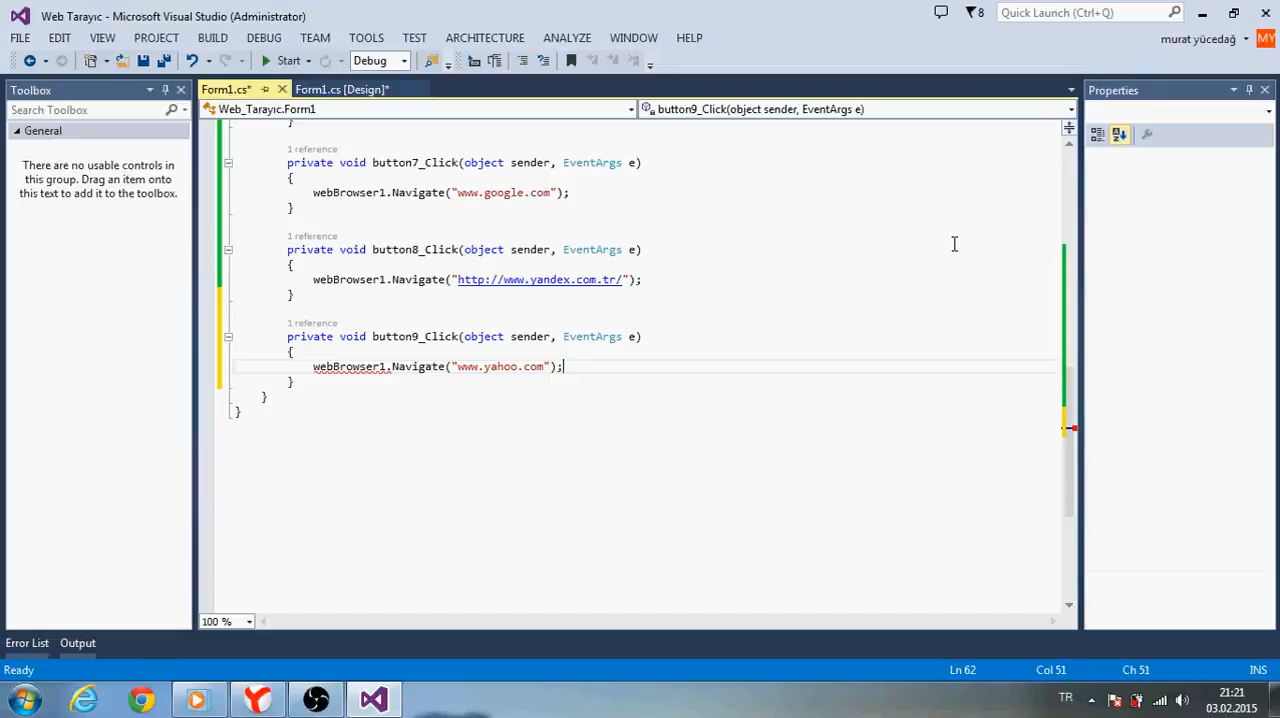 Web Tarayıc - Microsoft Visual Studio (Administrator)
8
Quick Launch (Ctrl+Q)
FILE EDIT VIEW PROJECT BUILD DEBUG TEAM TOOLS TEST ARCHITECTURE ANALYZE WINDOW HELP
murat yücedağ
MY
Start
Debug
Toolbox
Form1.cs*
Form1.cs [Design]*
Properties
Search Toolbox
Web_Tarayıc.Form1
button9_Click(object sender, EventArgs e)
General
There are no usable controls in
this group. Drag an item onto
this text to add it to the toolbox.
}
1 reference
private void button7_Click(object sender, EventArgs e)
{
webBrowser1.Navigate("www.google.com");
}
1 reference
private void button8_Click(object sender, EventArgs e)
{
webBrowser1.Navigate("http://www.yandex.com.tr/");
}
1 reference
private void button9_Click(object sender, EventArgs e)
{
webBrowser1.Navigate("www.yahoo.com");
}
}
}
100 %
Error List Output
Ready
Ln 62
Col 51
Ch 51
INS
TR
21:21
03.02.2015